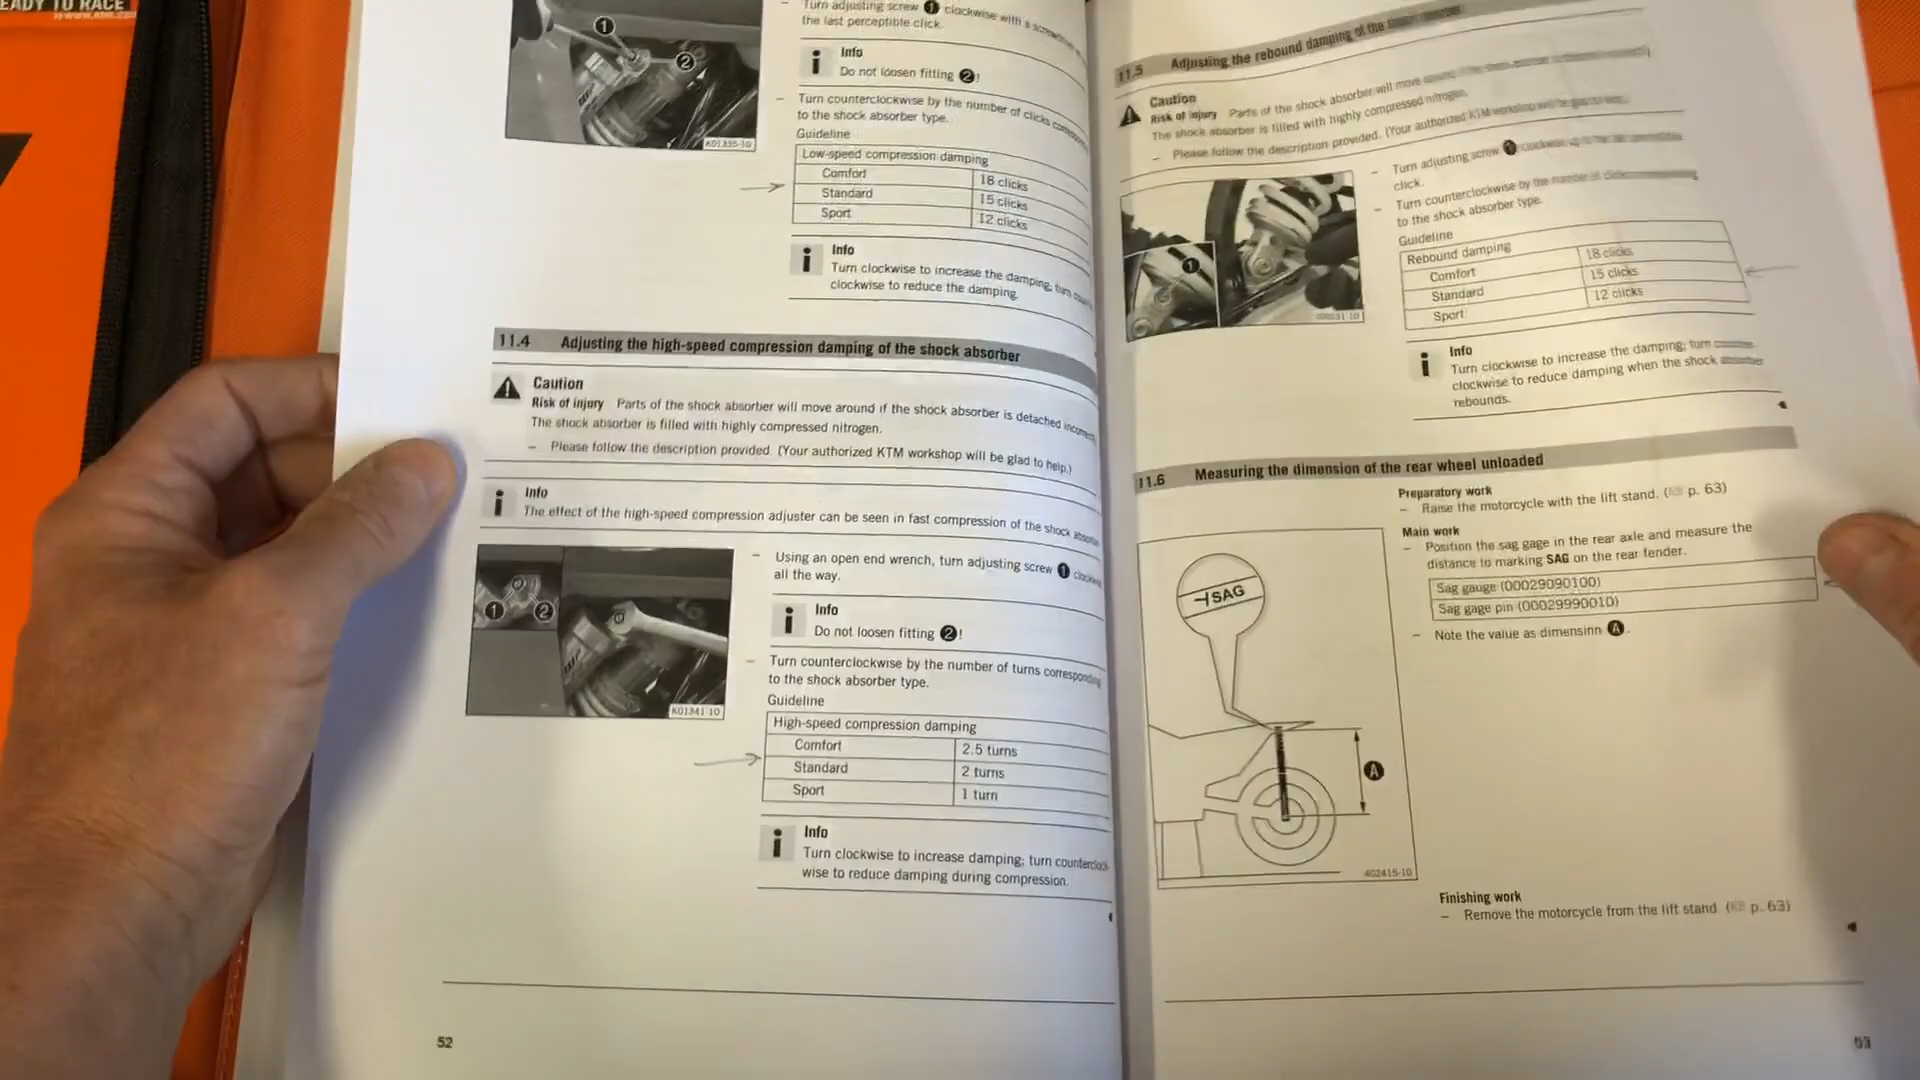 EADY TO RACE
Turn adjusting screw 1 clockwise with a screwdriver
the last perceptible click.
1
2
K01335-10
Info
Do not loosen fitting 2!
– Turn counterclockwise by the number of clicks
to the shock absorber type.
Guideline
Low-speed compression damping
Comfort 18 clicks
Standard 15 clicks
Sport 12 clicks
Info
Turn clockwise to increase the damping, turn
clockwise to reduce the damping.
11.4 Adjusting the high-speed compression damping of the shock absorber
Caution
Risk of injury Parts of the shock absorber will move around if the shock absorber is detached
The shock absorber is filled with highly compressed nitrogen.
– Please follow the description provided. (Your authorized KTM workshop will be glad to help.)
Info
The effect of the high-speed compression adjuster can be seen in fast compression of the shock
1 2
K01341-10
– Using an open end wrench, turn adjusting screw 1
all the way.
Info
Do not loosen fitting 2!
– Turn counterclockwise by the number of turns corresponding
to the shock absorber type.
Guideline
High-speed compression damping
Comfort 2.5 turns
Standard 2 turns
Sport 1 turn
Info
Turn clockwise to increase damping; turn counterclock-
wise to reduce damping during compression.
52
11.5 Adjusting the rebound damping of the
Caution
Risk of injury Parts of the shock absorber will move
The shock absorber is filled with highly compressed nitrogen.
– Please follow the description provided. (Your authorized KTM workshop
1
– Turn adjusting screw 1
click.
– Turn counterclockwise by the number of
to the shock absorber type.
Guideline
Rebound damping
Comfort 18 clicks
Standard 15 clicks
Sport 12 clicks
Info
Turn clockwise to increase the damping; turn
clockwise to reduce damping when the shock
rebounds.
11.6 Measuring the dimension of the rear wheel unloaded
Preparatory work
– Raise the motorcycle with the lift stand. ( p. 63)
Main work
– Position the sag gage in the rear axle and measure the
distance to marking SAG on the rear fender.
Sag gauge (00029090100)
Sag gage pin (00029990010)
– Note the value as dimension A.
SAG
A
402415-10
Finishing work
– Remove the motorcycle from the lift stand ( p. 63)
53